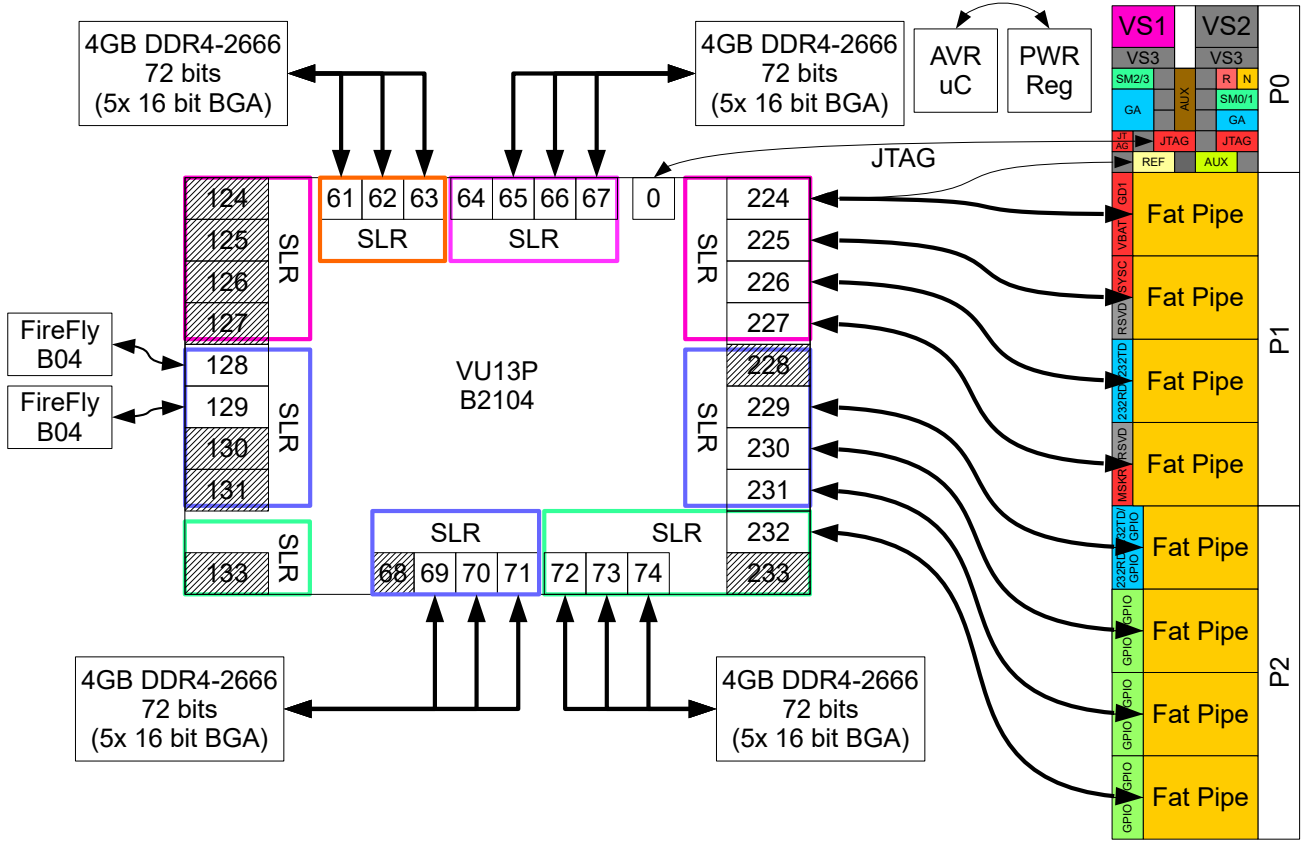 4GB DDR4-2666
72 bits
(5x 16 bit BGA)
4GB DDR4-2666
72 bits
(5x 16 bit BGA)
AVR
uC
PWR
Reg
VS1
VS2
VS3
VS3
SM2/3
R
N
AUX
SM0/1
GA
GA
JT
AG
JTAG
JTAG
REF
AUX
P0
JTAG
124
125
126
127
SLR
61
62
63
SLR
64
65
66
67
SLR
0
SLR
224
225
226
227
FireFly
B04
FireFly
B04
128
129
130
131
SLR
VU13P
B2104
SLR
228
229
230
231
133
SLR
SLR
68
69
70
71
SLR
72
73
74
232
233
4GB DDR4-2666
72 bits
(5x 16 bit BGA)
4GB DDR4-2666
72 bits
(5x 16 bit BGA)
VBAT
GD1
Fat Pipe
RSVD
SYSC
Fat Pipe
232RD
232TD
Fat Pipe
MSKR
RSVD
Fat Pipe
P1
232RD
232TD/
GPIO
GPIO
Fat Pipe
GPIO
GPIO
Fat Pipe
GPIO
GPIO
Fat Pipe
GPIO
GPIO
Fat Pipe
P2